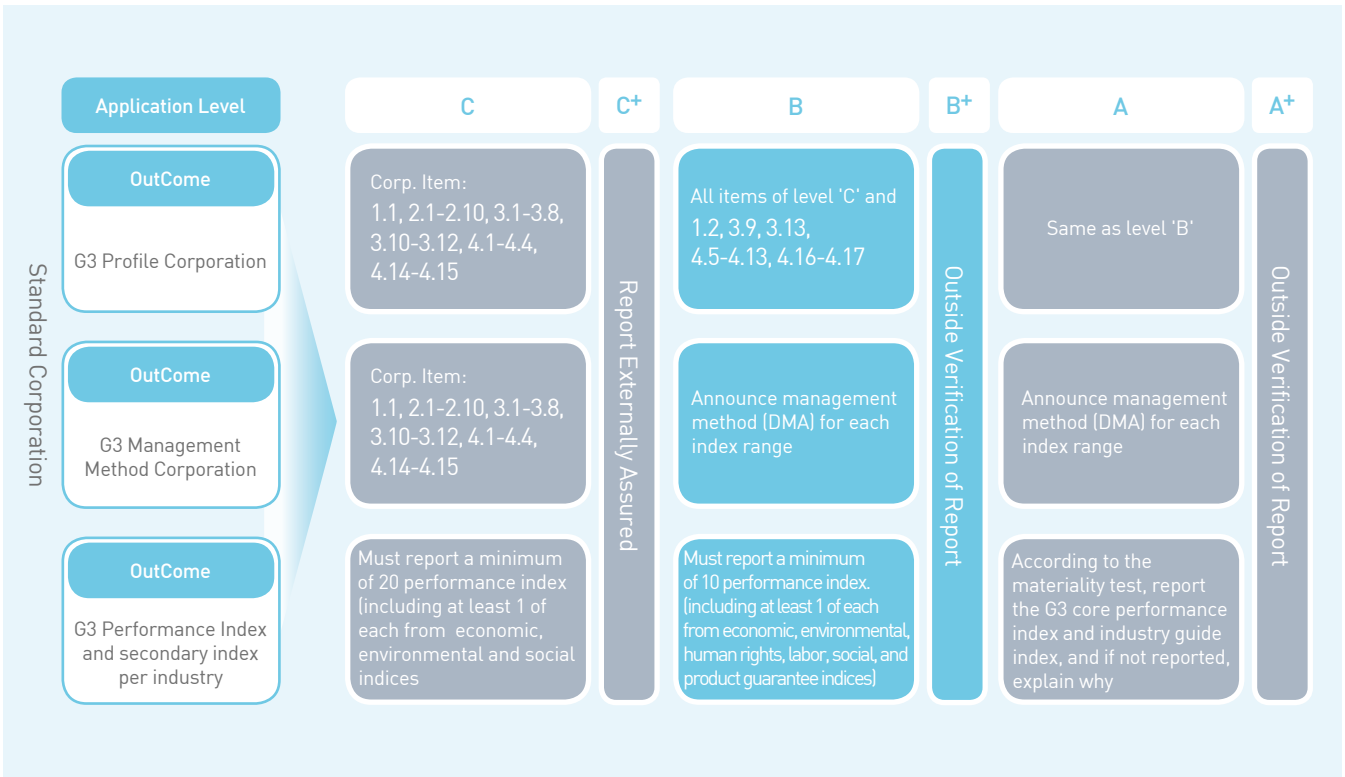 Application Level
C
C+
B
B+
A
A+
Standard Corporation
OutCome
G3 Profile Corporation
Corp. Item:
1.1, 2.1-2.10, 3.1-3.8,
3.10-3.12, 4.1-4.4,
4.14-4.15
All items of level 'C' and
1.2, 3.9, 3.13,
4.5-4.13, 4.16-4.17
Same as level 'B'
OutCome
G3 Management
Method Corporation
Corp. Item:
1.1, 2.1-2.10, 3.1-3.8,
3.10-3.12, 4.1-4.4,
4.14-4.15
Announce management
method (DMA) for each
index range
Announce management
method (DMA) for each
index range
OutCome
G3 Performance Index
and secondary index
per industry
Must report a minimum
of 20 performance index
(including at least 1 of
each from economic,
environmental and social
indices
Must report a minimum
of 10 performance index.
(including at least 1 of each
from economic, environmental,
human rights, labor, social, and
product guarantee indices)
According to the
materiality test, report
the G3 core performance
index and industry guide
index, and if not reported,
explain why
Report Externally Assured
Outside Verification of Report
Outside Verification of Report